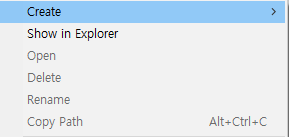 Create
Show in Explorer
Open
Delete
Rename
Copy Path Alt+Ctrl+C